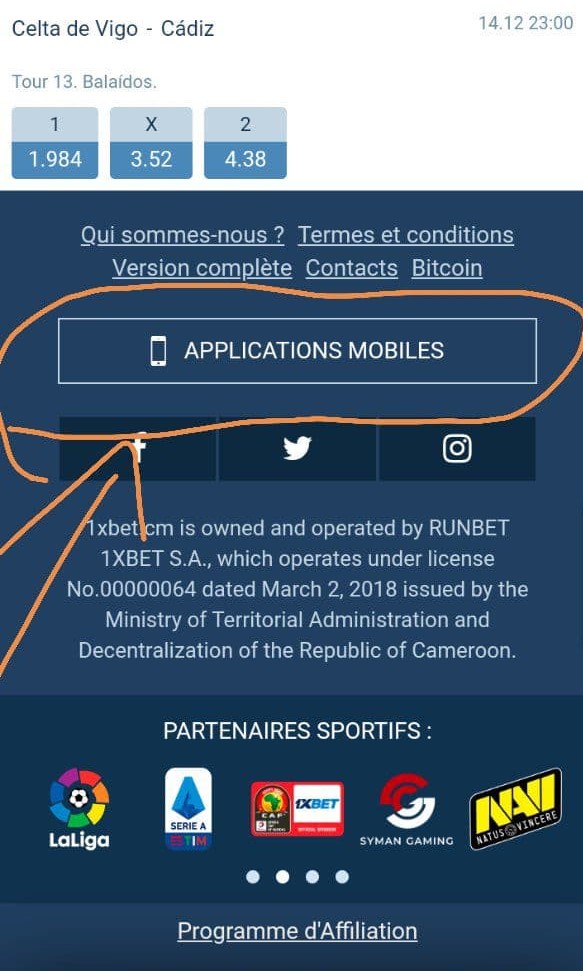 Celta de Vigo - Cádiz
14.12 23:00
Tour 13. Balaídos.
1 X 2
1.984 3.52 4.38
Qui sommes-nous ? Termes et conditions
Version complète Contacts Bitcoin
APPLICATIONS MOBILES
1xbet.cm is owned and operated by RUNBET
1XBET S.A., which operates under license
No.00000064 dated March 2, 2018 issued by the
Ministry of Territorial Administration and
Decentralization of the Republic of Cameroon.
PARTENAIRES SPORTIFS :
LaLiga
SERIE A
TIM
CAF
1XBET
OFFICIAL SPONSOR
SYMAN GAMING
NAVI
NATUS VINCERE
Programme d'Affiliation